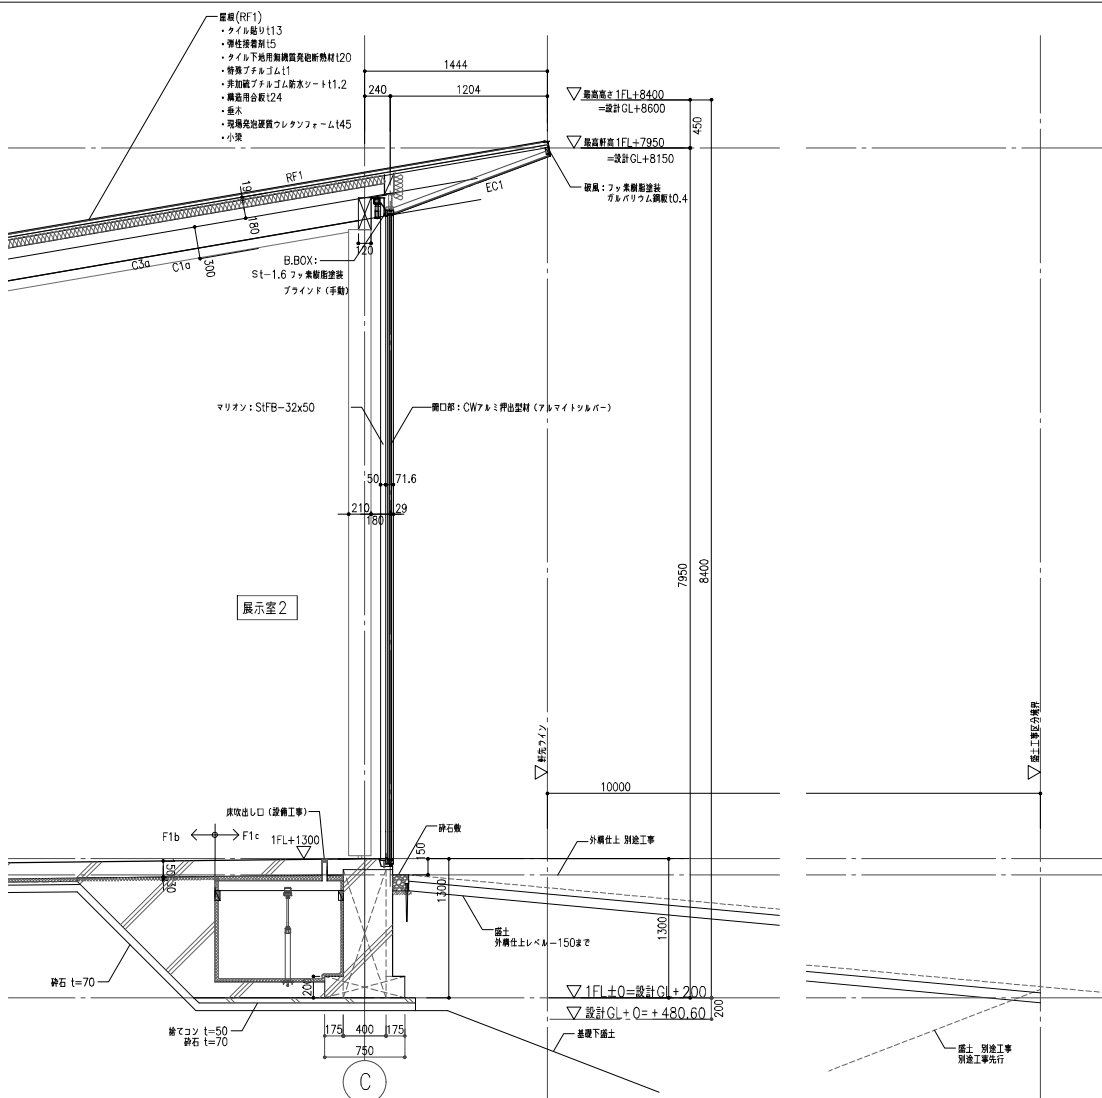 屋根(RF1)
・タイル貼りt13
・弾性接着剤t5
・タイル下地用無機質発泡断熱材t20
・特殊ブチルゴムt1
・非加硫ブチルゴム防水シートt1.2
・構造用合板t24
・垂木
・現場発泡硬質ウレタンフォームt45
・小梁
1444
240
1204
▽最高高さ1FL+8400
=設計GL+8600
450
▽最高軒高1FL+7950
=設計GL+8150
RF1
EC1
破風：フッ素樹脂塗装
ガルバリウム鋼板t0.4
19
180
300
C3a
C1a
120
B.BOX：
St-1.6 フッ素樹脂塗装
ブラインド（手動）
マリオン：StFB-32x50
開口部：CWアルミ押出型材（アルマイトシルバー）
50
71.6
210
180
29
7950
8400
展示室2
▽軒先ライン
▽盛土工事区分境界
10000
床吹出し口（設備工事）
砕石敷
F1b
F1c
1FL+1300
150
外構仕上 別途工事
150
30
1300
1300
盛土
外構仕上レベル-150まで
砕石 t=70
200
▽1FL±0=設計GL+200
▽設計GL+0=+480.60
200
捨てコン t=50
砕石 t=70
175
400
175
750
基礎下盛土
盛土 別途工事
別途工事先行
C